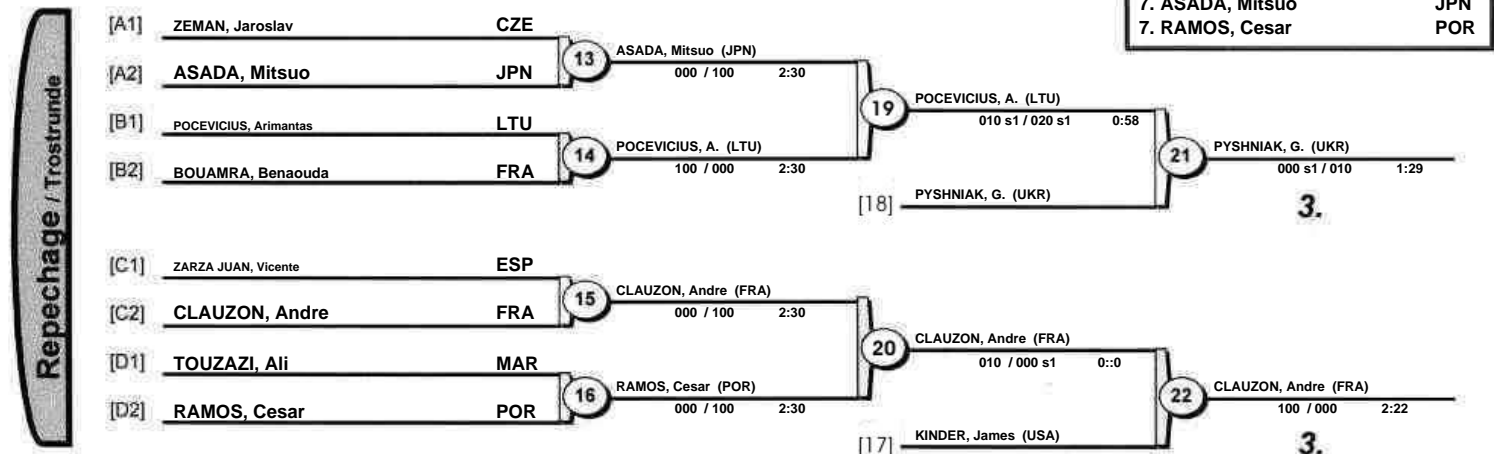 7. ASADA, Mitsuo JPN
7. RAMOS, Cesar POR
Repechage / Trostrunde
[A1] ZEMAN, Jaroslav CZE
[A2] ASADA, Mitsuo JPN
13 ASADA, Mitsuo (JPN)
000 / 100 2:30
[B1] POCEVICIUS, Arimantas LTU
[B2] BOUAMRA, Benaouda FRA
14 POCEVICIUS, A. (LTU)
100 / 000 2:30
19 POCEVICIUS, A. (LTU)
010 s1 / 020 s1 0:58
[18] PYSHNIAK, G. (UKR)
21 PYSHNIAK, G. (UKR)
000 s1 / 010 1:29
3.
[C1] ZARZA JUAN, Vicente ESP
[C2] CLAUZON, Andre FRA
15 CLAUZON, Andre (FRA)
000 / 100 2:30
[D1] TOUZAZI, Ali MAR
[D2] RAMOS, Cesar POR
16 RAMOS, Cesar (POR)
000 / 100 2:30
20 CLAUZON, Andre (FRA)
010 / 000 s1 0::0
[17] KINDER, James (USA)
22 CLAUZON, Andre (FRA)
100 / 000 2:22
3.